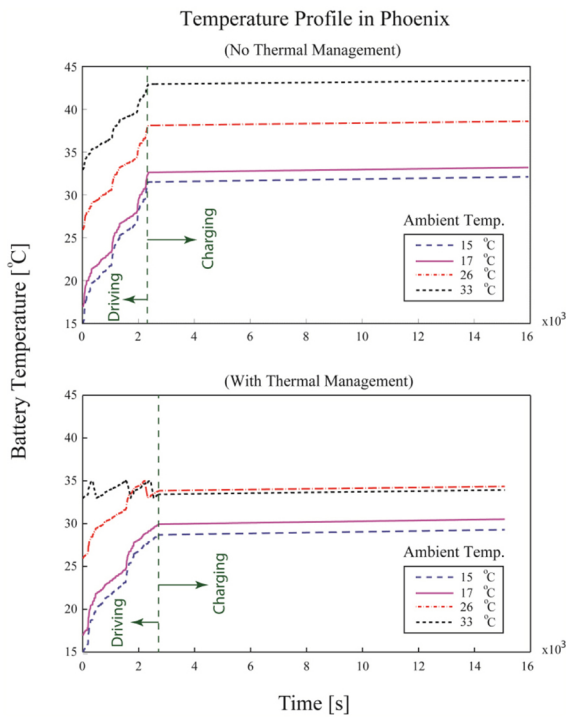 Temperature Profile in Phoenix
(No Thermal Management)
45
40
35
30
25
20
15
0
2
4
6
8
10
12
14
16
x10³
Driving
Charging
Ambient Temp.
15 °C
17 °C
26 °C
33 °C
Battery Temperature [°C]
(With Thermal Management)
45
40
35
30
25
20
15
0
2
4
6
8
10
12
14
16
x10³
Driving
Charging
Ambient Temp.
15 °C
17 °C
26 °C
33 °C
Time [s]